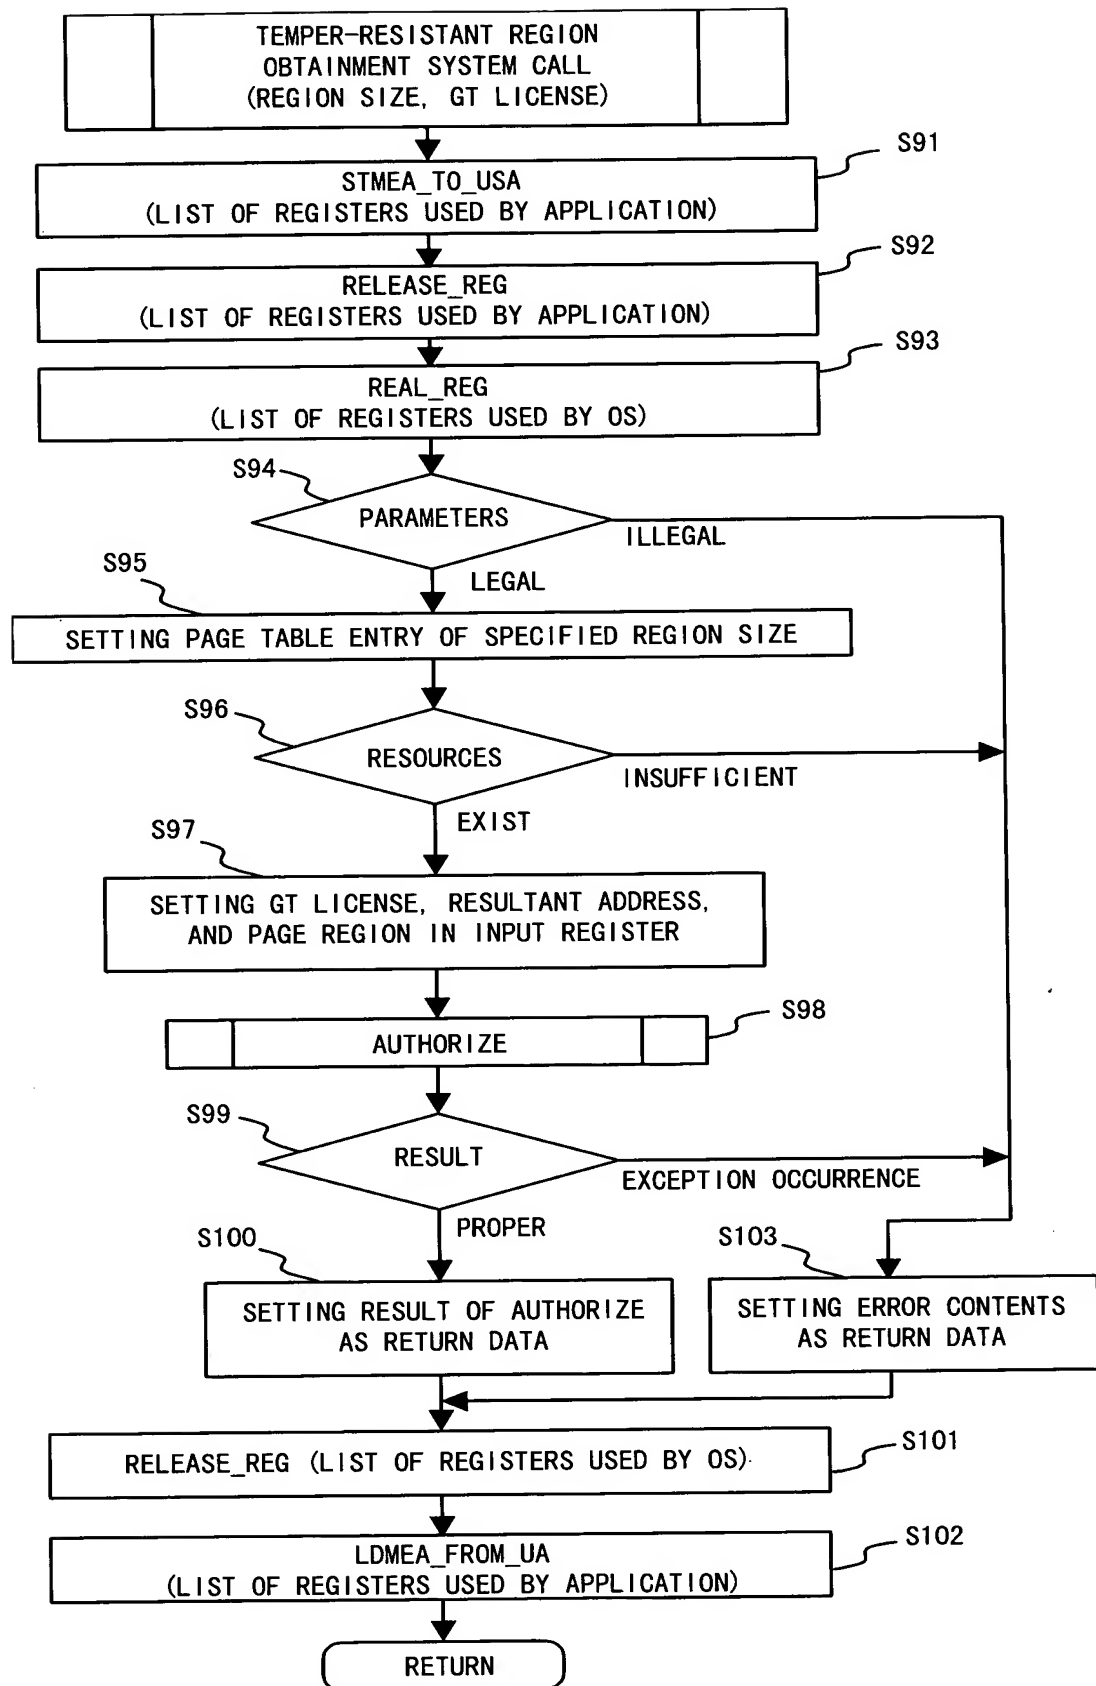 TEMPER-RESISTANT REGION
OBTAINMENT SYSTEM CALL
(REGION SIZE, GT LICENSE)
S91
STMEA_TO_USA
(LIST OF REGISTERS USED BY APPLICATION)
S92
RELEASE_REG
(LIST OF REGISTERS USED BY APPLICATION)
S93
REAL_REG
(LIST OF REGISTERS USED BY OS)
S94
PARAMETERS
ILLEGAL
LEGAL
S95
SETTING PAGE TABLE ENTRY OF SPECIFIED REGION SIZE
S96
RESOURCES
INSUFFICIENT
EXIST
S97
SETTING GT LICENSE, RESULTANT ADDRESS,
AND PAGE REGION IN INPUT REGISTER
S98
AUTHORIZE
S99
RESULT
EXCEPTION OCCURRENCE
PROPER
S100
SETTING RESULT OF AUTHORIZE
AS RETURN DATA
S103
SETTING ERROR CONTENTS
AS RETURN DATA
S101
RELEASE_REG (LIST OF REGISTERS USED BY OS)
S102
LDMEA_FROM_UA
(LIST OF REGISTERS USED BY APPLICATION)
RETURN